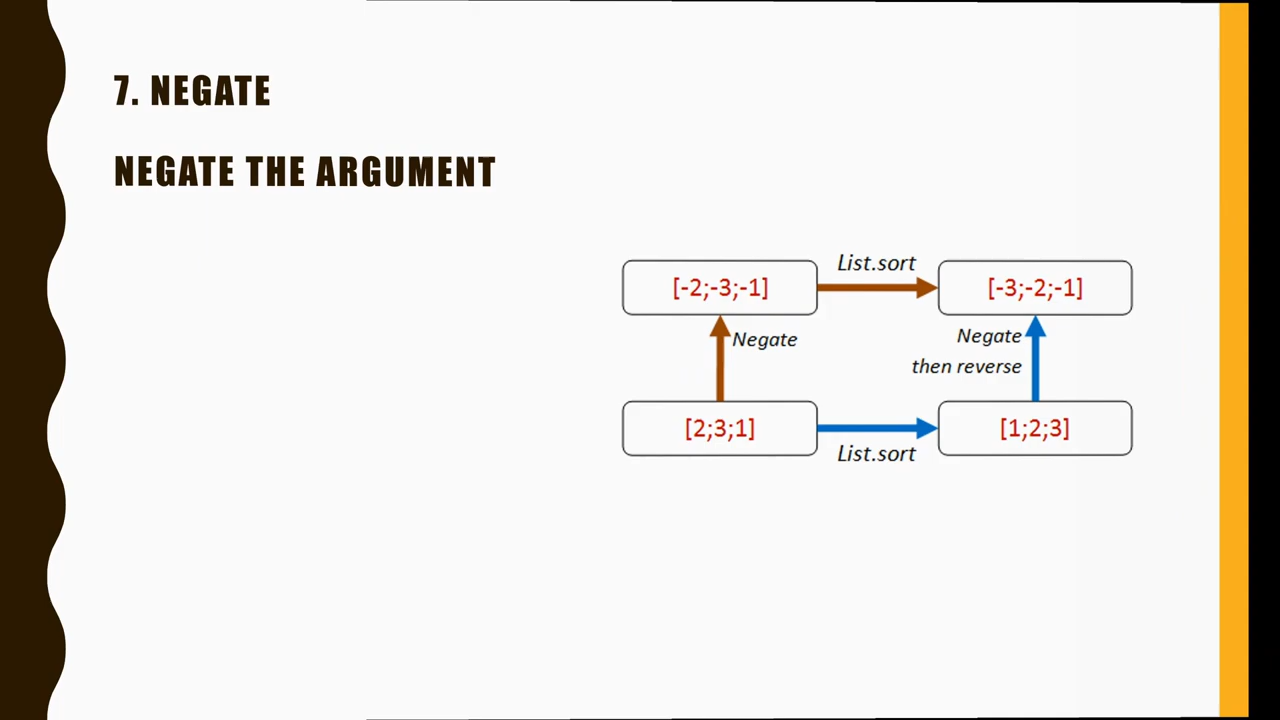 7. NEGATE
NEGATE THE ARGUMENT
List.sort
[-2;-3;-1]
[-3;-2;-1]
Negate
Negate
then reverse
[2;3;1]
[1;2;3]
List.sort